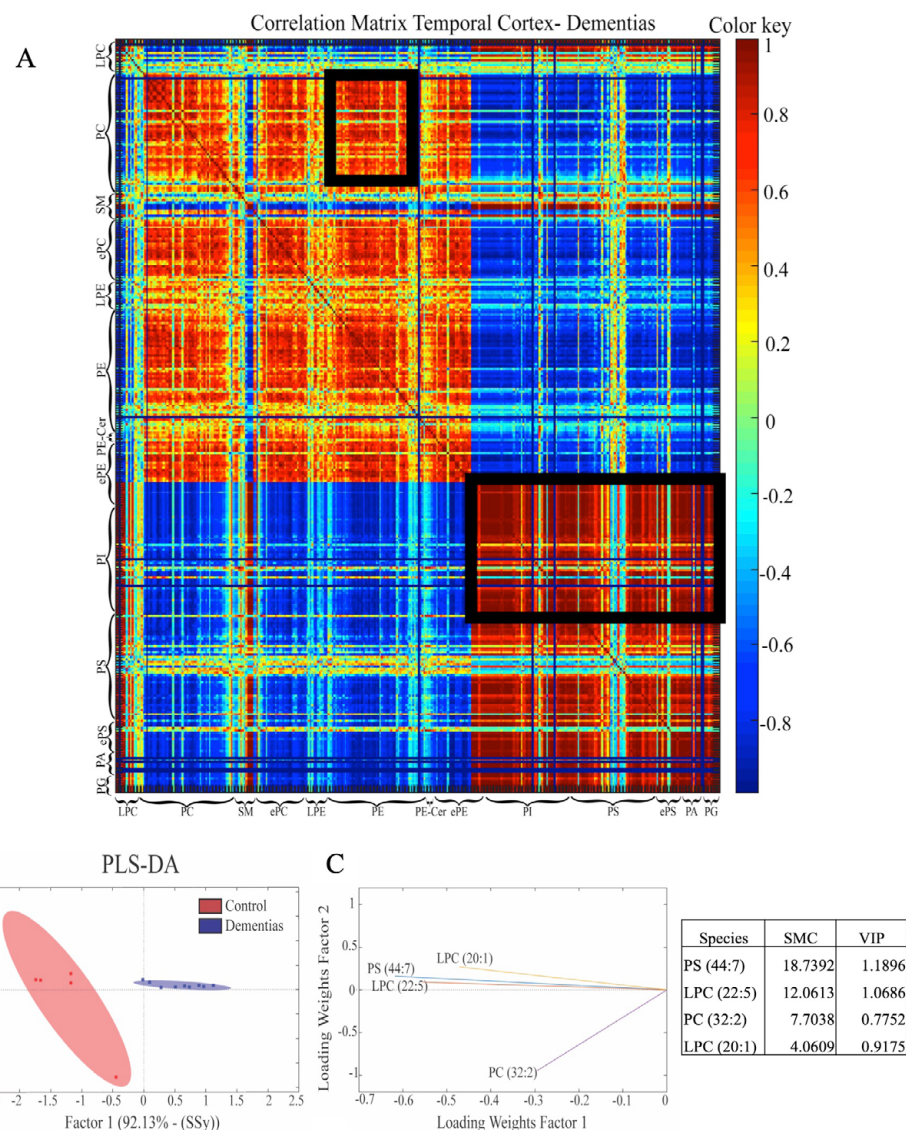 Correlation Matrix Temporal Cortex- Dementias
Color key
A
LPC
PC
SM
ePC
LPE
PE
PE-Cer
ePE
PI
PS
ePS
PA
PG
1
0.8
0.6
0.4
0.2
0
-0.2
-0.4
-0.6
-0.8
LPC PC SM ePC LPE PE PE-Cer ePE PI PS ePS PA PG
PLS-DA
Control
Dementias
-2 -1.5 -1 -0.5 0 0.5 1 1.5 2 2.5
Factor 1 (92.13% - (SSy))
C
Loading Weights Factor 2
1
0.5
0
-0.5
-1
LPC (20:1)
PS (44:7)
LPC (22:5)
PC (32:2)
-0.7 -0.6 -0.5 -0.4 -0.3 -0.2 -0.1 0
Loading Weights Factor 1
Species SMC VIP
PS (44:7) 18.7392 1.1896
LPC (22:5) 12.0613 1.0686
PC (32:2) 7.7038 0.7752
LPC (20:1) 4.0609 0.9175